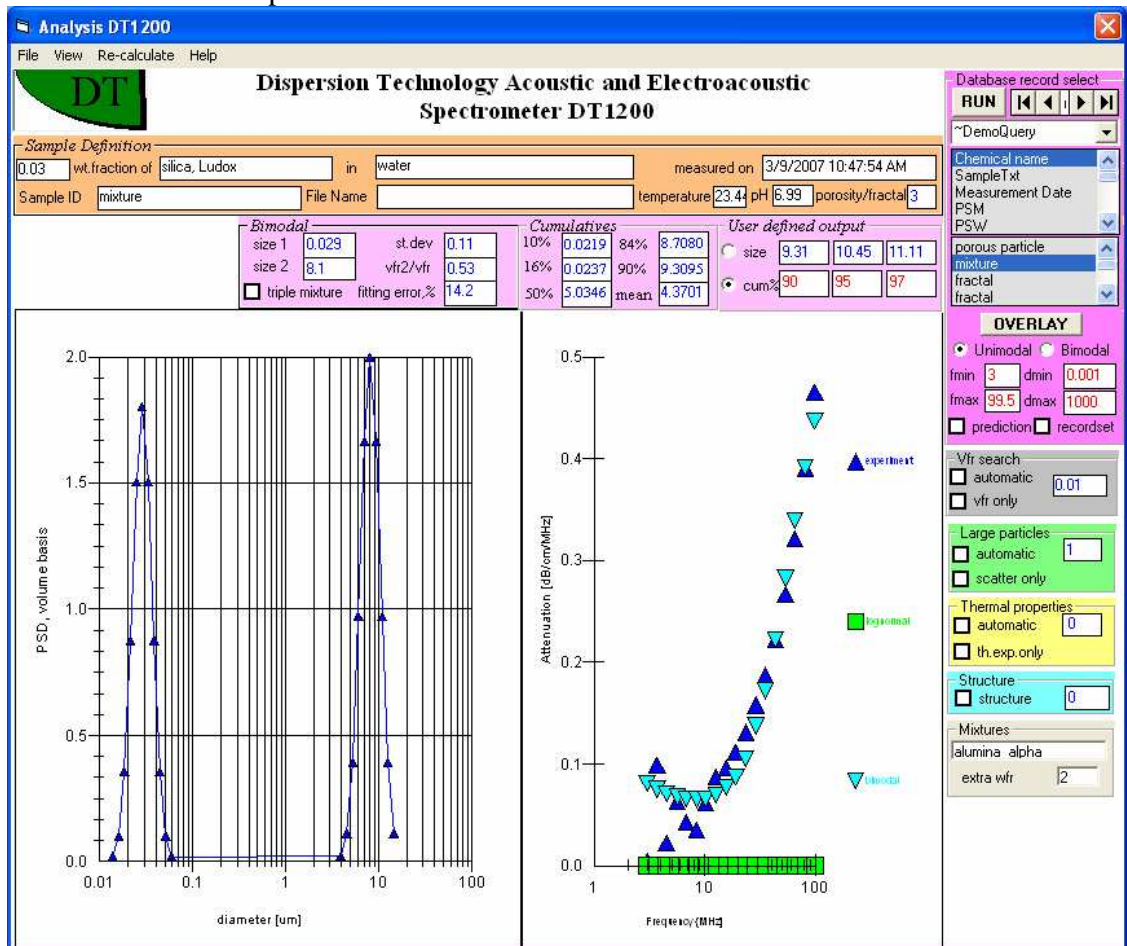 Analysis DT1200
File View Re-calculate Help
DT
Dispersion Technology Acoustic and Electroacoustic
Spectrometer DT1200
Sample Definition
0.03 wt.fraction of silica, Ludox in water measured on 3/9/2007 10:47:54 AM
Sample ID mixture File Name temperature 23.44 pH 6.99 porosity/fractal 3
Bimodal
size 1 0.029 st.dev 0.11
size 2 8.1 vfr2/vfr 0.53
triple mixture fitting error,% 14.2
Cumulatives
10% 0.0219 84% 8.7080
16% 0.0237 90% 9.3095
50% 5.0346 mean 4.3701
User defined output
size 9.31 10.45 11.11
cum% 90 95 97
2.0
1.5
1.0
0.5
0.0
0.01 0.1 1 10 100
PSD, volume basis
diameter [um]
0.5
0.4
0.3
0.2
0.1
0.0
1 10 100
Attenuation [dB/cm/MHz]
Frequency[MHz]
experiment
lognormal
bimodal
Database record select
RUN
~DemoQuery
Chemical name
SampleTxt
Measurement Date
PSM
PSW
porous particle
mixture
fractal
fractal
OVERLAY
Unimodal Bimodal
fmin 3 dmin 0.001
fmax 99.5 dmax 1000
prediction recordset
Vfr search
automatic 0.01
vfr only
Large particles
automatic 1
scatter only
Thermal properties
automatic 0
th.exp.only
Structure
structure 0
Mixtures
alumina alpha
extra wfr 2